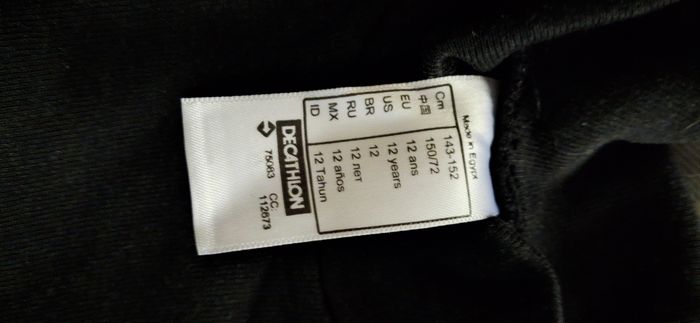 Made in Egypt
Cm 143-152
中国 150/72
EU 12 ans
US 12 years
BR 12
RU 12 лет
MX 12 años
ID 12 Tahun
DECATHLON
CC: 112673
75083